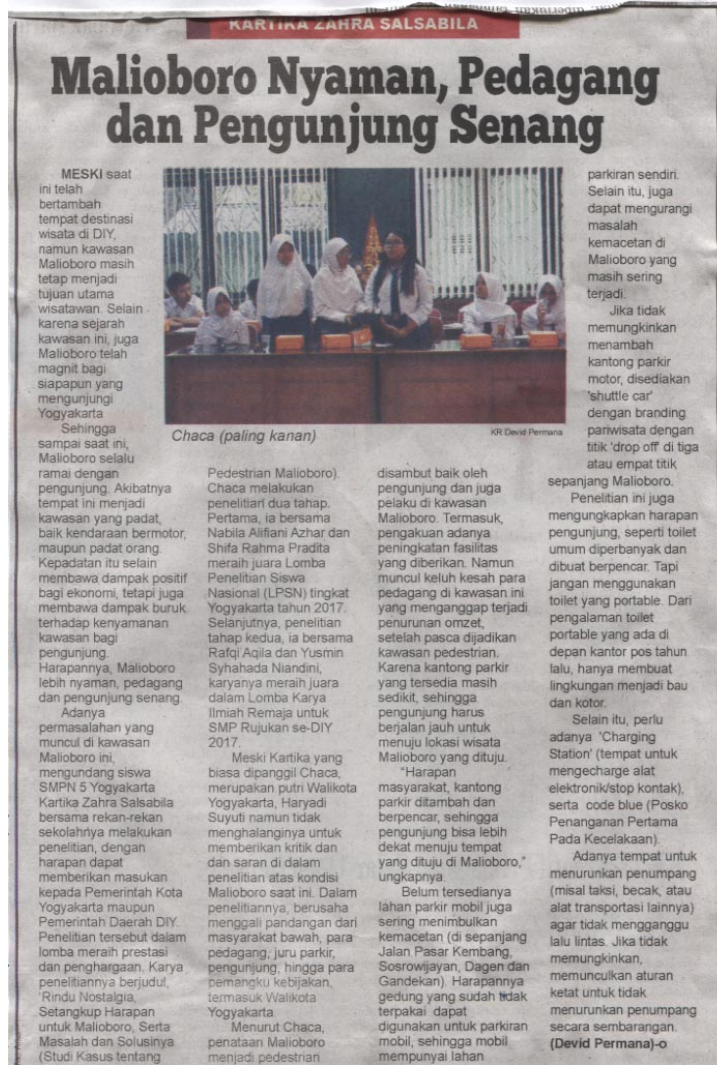 KARTIKA ZAHRA SALSABILA
Malioboro Nyaman, Pedagang
dan Pengunjung Senang
MESKI saat
ini telah
bertambah
tempat destinasi
wisata di DIY,
namun kawasan
Malioboro masih
tetap menjadi
tujuan utama
wisatawan. Selain
karena sejarah
kawasan ini, juga
Malioboro telah
magnit bagi
siapapun yang
mengunjungi
Yogyakarta
Sehingga
sampai saat ini,
Malioboro selalu
ramai dengan
pengunjung. Akibatnya
tempat ini menjadi
kawasan yang padat,
baik kendaraan bermotor,
maupun padat orang.
Kepadatan itu selain
membawa dampak positif
bagi ekonomi, tetapi juga
membawa dampak buruk
terhadap kenyamanan
kawasan bagi
pengunjung.
Harapannya, Malioboro
lebih nyaman, pedagang
dan pengunjung senang.
Adanya
permasalahan yang
muncul di kawasan
Malioboro ini,
mengundang siswa
SMPN 5 Yogyakarta
Kartika Zahra Salsabila
bersama rekan-rekan
sekolahnya melakukan
penelitian, dengan
harapan dapat
memberikan masukan
kepada Pemerintah Kota
Yogyakarta maupun
Pemerintah Daerah DIY.
Penelitian tersebut dalam
lomba meraih prestasi
dan penghargaan. Karya
penelitiannya berjudul,
'Rindu Nostalgia,
Setangkup Harapan
untuk Malioboro, Serta
Masalah dan Solusinya
(Studi Kasus tentang
Chaca (paling kanan)
KR Devid Permana
Pedestrian Malioboro).
Chaca melakukan
penelitian dua tahap.
Pertama, ia bersama
Nabila Alifiani Azhar dan
Shifa Rahma Pradita
meraih juara Lomba
Penelitian Siswa
Nasional (LPSN) tingkat
Yogyakarta tahun 2017.
Selanjutnya, penelitian
tahap kedua, ia bersama
Rafqi Aqila dan Yusmin
Syhahada Niandini,
karyanya meraih juara
dalam Lomba Karya
Ilmiah Remaja untuk
SMP Rujukan se-DIY
2017.
Meski Kartika yang
biasa dipanggil Chaca,
merupakan putri Walikota
Yogyakarta, Haryadi
Suyuti namun tidak
menghalanginya untuk
memberikan kritik dan
dan saran di dalam
penelitian atas kondisi
Malioboro saat ini. Dalam
penelitiannya, berusaha
menggali pandangan dari
masyarakat bawah, para
pedagang, juru parkir,
pengunjung, hingga para
pemangku kebijakan,
termasuk Walikota
Yogyakarta.
Menurut Chaca,
penataan Malioboro
menjadi pedestrian
disambut baik oleh
pengunjung dan juga
pelaku di kawasan
Malioboro. Termasuk,
pengakuan adanya
peningkatan fasilitas
yang diberikan. Namun
muncul keluh kesah para
pedagang di kawasan ini
yang menganggap terjadi
penurunan omzet,
setelah pasca dijadikan
kawasan pedestrian.
Karena kantong parkir
yang tersedia masih
sedikit, sehingga
pengunjung harus
berjalan jauh untuk
menuju lokasi wisata
Malioboro yang dituju.
"Harapan
masyarakat, kantong
parkir ditambah dan
berpencar, sehingga
pengunjung bisa lebih
dekat menuju tempat
yang dituju di Malioboro,"
ungkapnya.
Belum tersedianya
lahan parkir mobil juga
sering menimbulkan
kemacetan (di sepanjang
Jalan Pasar Kembang,
Sosrowijayan, Dagen dan
Gandekan). Harapannya
gedung yang sudah tidak
terpakai dapat
digunakan untuk parkiran
mobil, sehingga mobil
mempunyai lahan
parkiran sendiri.
Selain itu, juga
dapat mengurangi
masalah
kemacetan di
Malioboro yang
masih sering
terjadi.
Jika tidak
memungkinkan
menambah
kantong parkir
motor, disediakan
'shuttle car'
dengan branding
pariwisata dengan
titik 'drop off' di tiga
atau empat titik
sepanjang Malioboro.
Penelitian ini juga
mengungkapkan harapan
pengunjung, seperti toilet
umum diperbanyak dan
dibuat berpencar. Tapi
jangan menggunakan
toilet yang portable. Dari
pengalaman toilet
portable yang ada di
depan kantor pos tahun
lalu, hanya membuat
lingkungan menjadi bau
dan kotor.
Selain itu, perlu
adanya 'Charging
Station' (tempat untuk
mengecharge alat
elektronik/stop kontak),
serta code blue (Posko
Penanganan Pertama
Pada Kecelakaan).
Adanya tempat untuk
menurunkan penumpang
(misal taksi, becak, atau
alat transportasi lainnya)
agar tidak mengganggu
lalu lintas. Jika tidak
memungkinkan,
memunculkan aturan
ketat untuk tidak
menurunkan penumpang
secara sembarangan.
(Devid Permana)-o